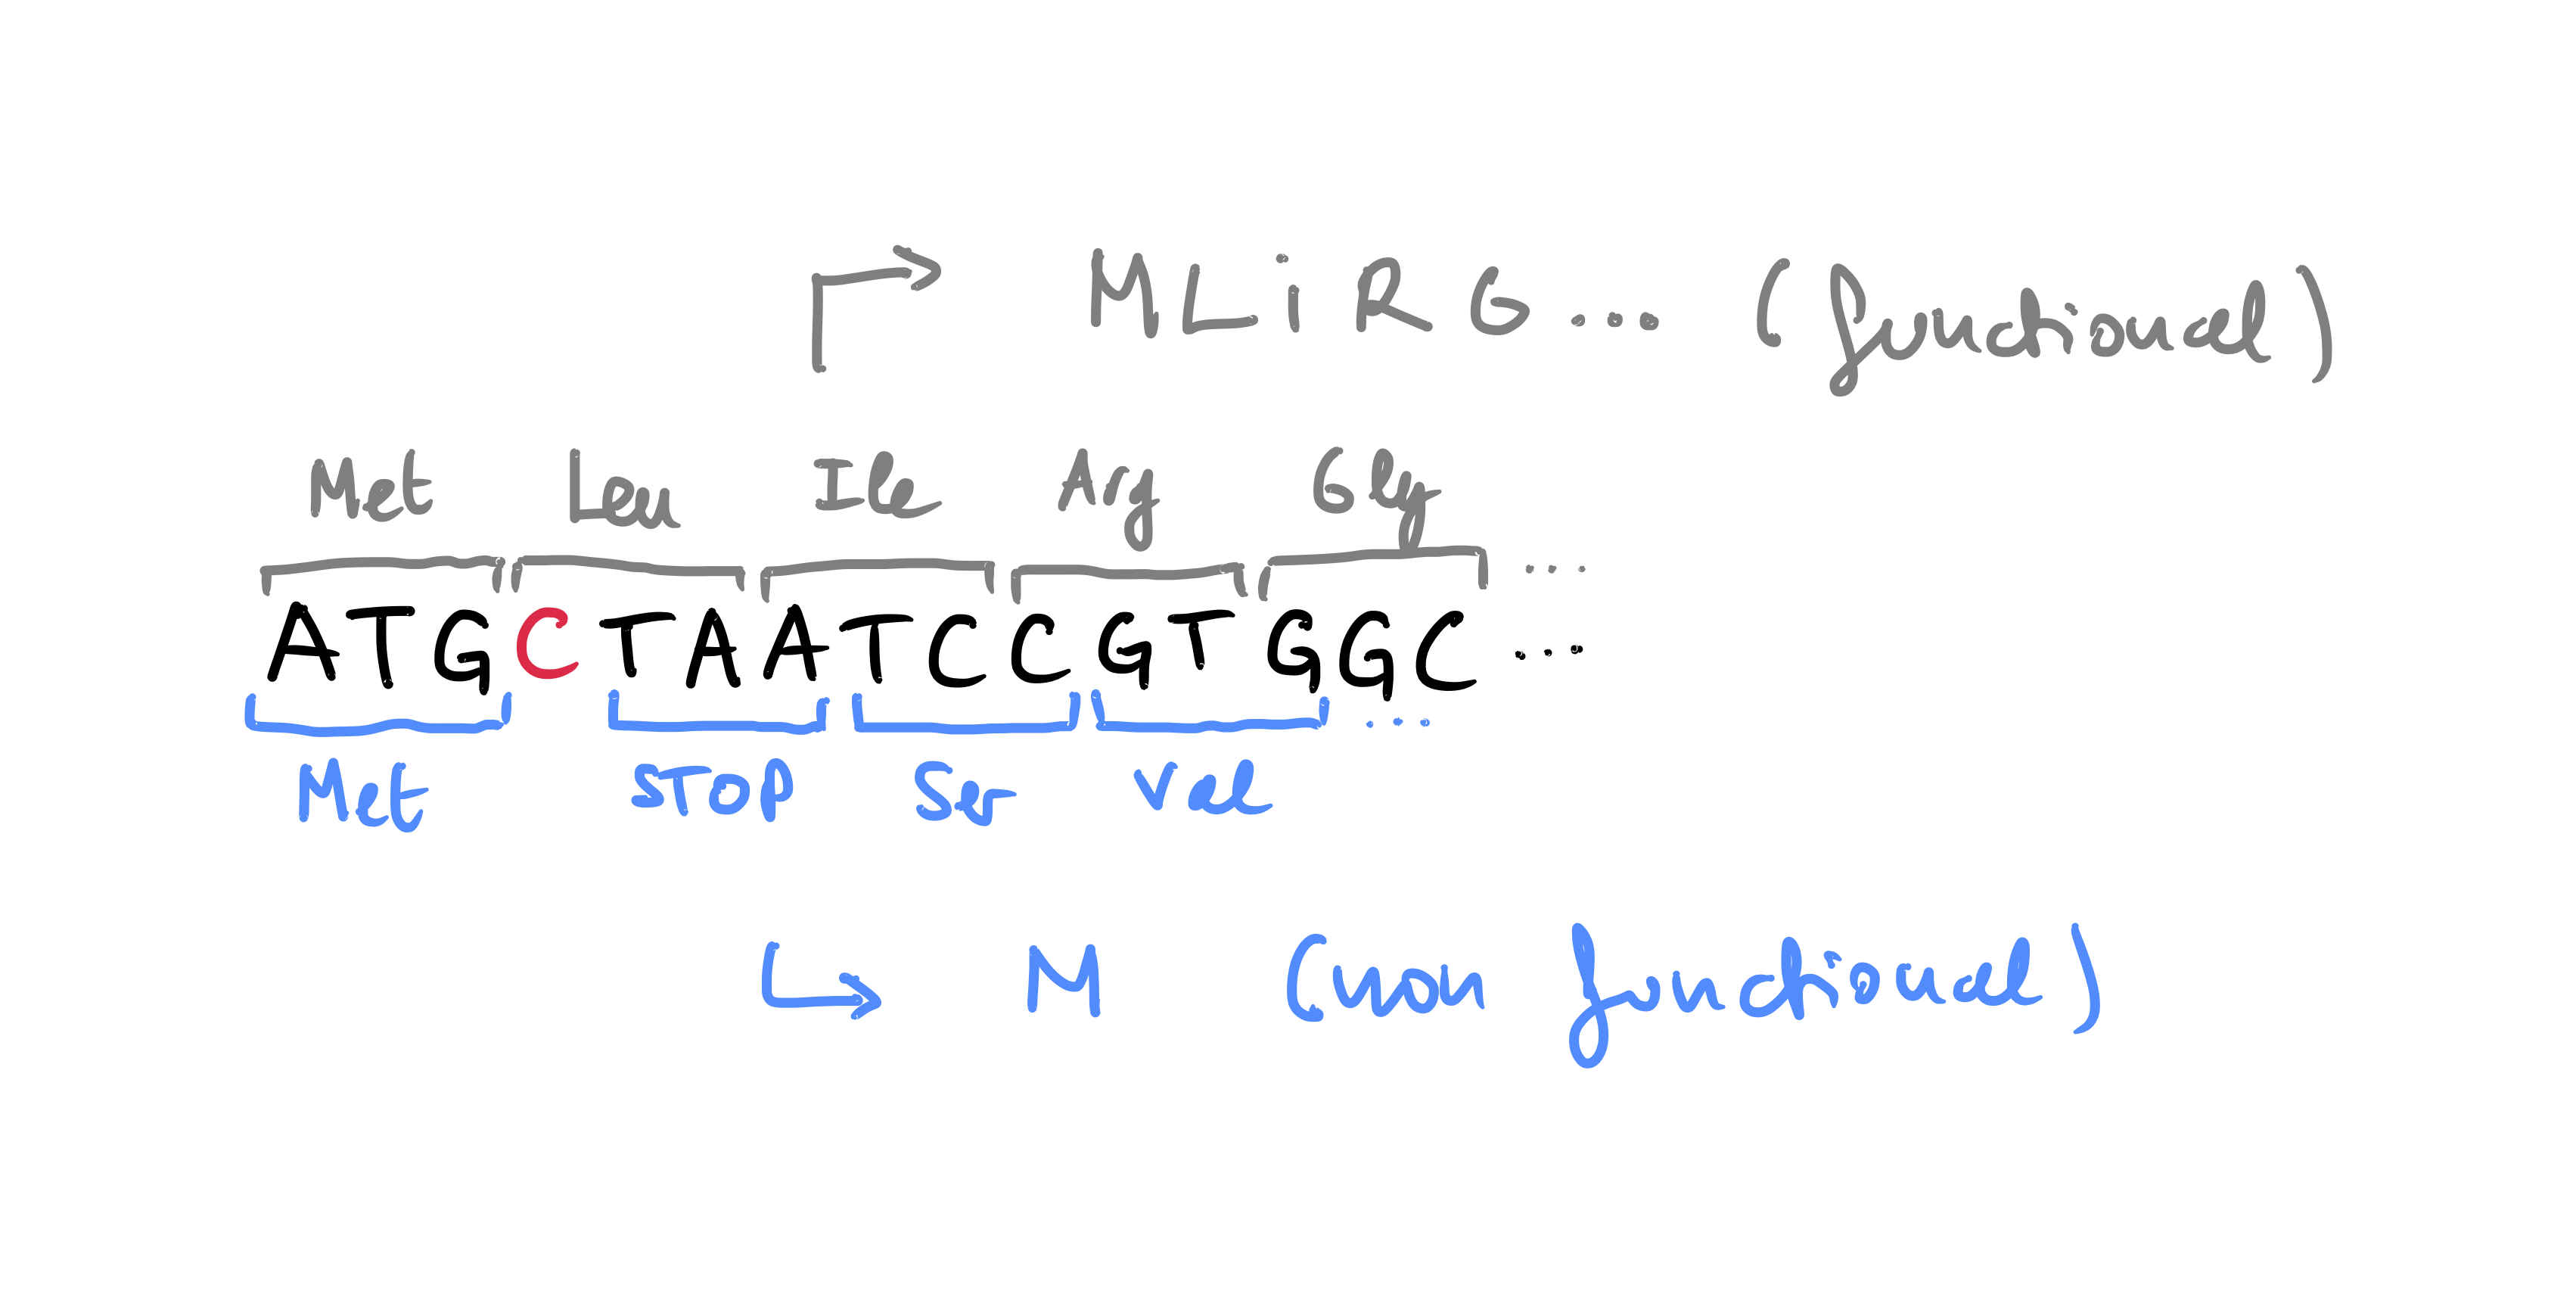 MLiRG... (functional)
Met Leu Ile Arg Gly ...
ATGCTAATCCGTGGC...
Met STOP Ser Val ...
M (non functional)